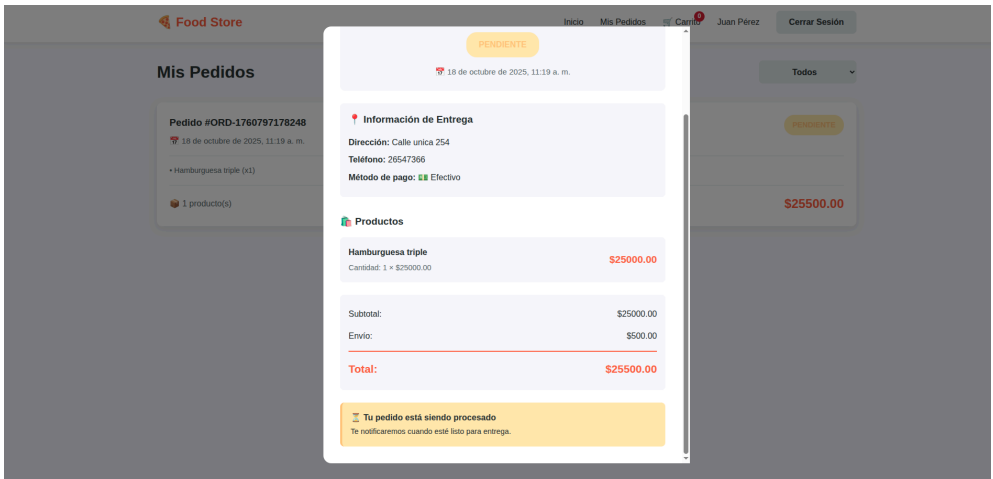 🍕 Food Store
Inicio Mis Pedidos 🛒 Carrito 0 Juan Pérez Cerrar Sesión
Mis Pedidos
Todos
Pedido #ORD-1760797178248
📅 18 de octubre de 2025, 11:19 a. m.
PENDIENTE
• Hamburguesa triple (x1)
📦 1 producto(s)
$25500.00
PENDIENTE
📅 18 de octubre de 2025, 11:19 a. m.
📍 Información de Entrega
Dirección: Calle unica 254
Teléfono: 26547366
Método de pago: 💵 Efectivo
🛍️ Productos
Hamburguesa triple
Cantidad: 1 × $25000.00
$25000.00
Subtotal: $25000.00
Envío: $500.00
Total: $25500.00
⏳ Tu pedido está siendo procesado
Te notificaremos cuando esté listo para entrega.